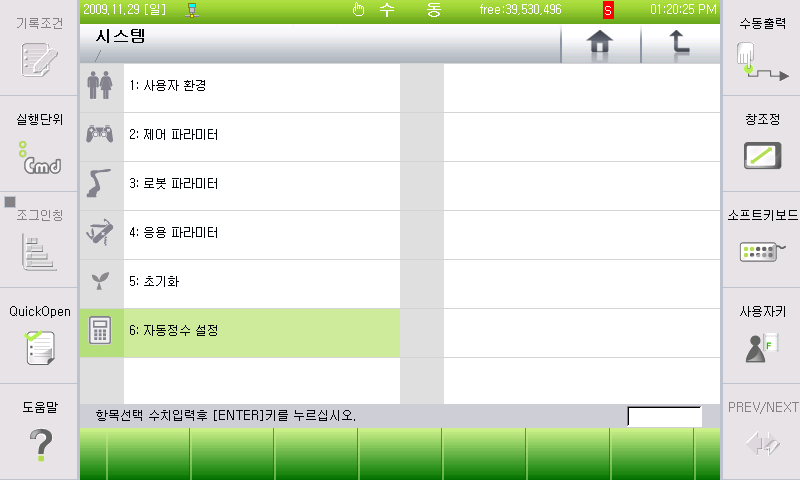 2009.11.29 [일] 수 동 free:39,530,496 S 01:20:25 PM
기록조건
시스템
수동출력
1: 사용자 환경
실행단위
Cmd
2: 제어 파라미터
창조정
3: 로봇 파라미터
조그인칭
4: 응용 파라미터
소프트키보드
5: 초기화
QuickOpen
6: 자동정수 설정
사용자키
F
도움말
항목선택 수치입력후 [ENTER]키를 누르십시오.
PREV/NEXT